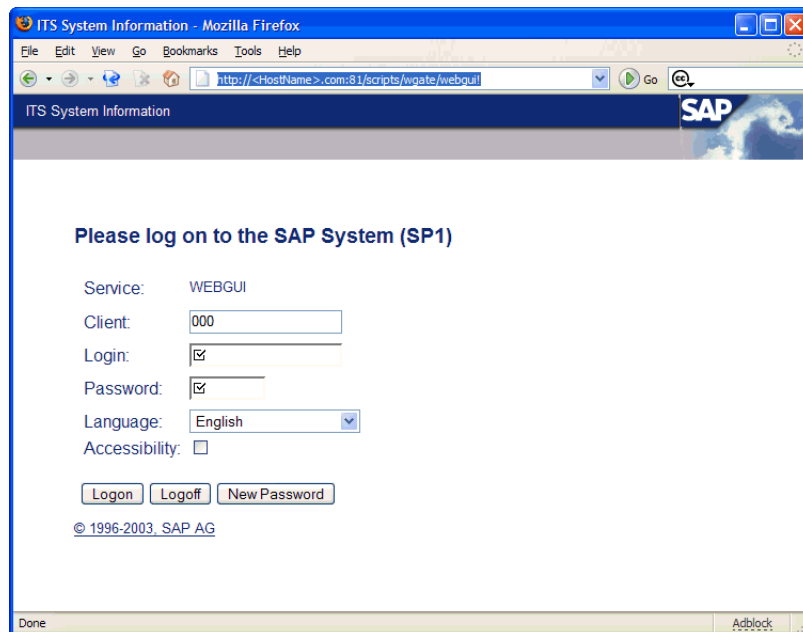 ITS System Information - Mozilla Firefox
File Edit View Go Bookmarks Tools Help
http://<HostName>.com:81/scripts/wgate/webgui! Go
ITS System Information SAP
Please log on to the SAP System (SP1)
Service: WEBGUI
Client: 000
Login:
Password:
Language: English
Accessibility:
Logon Logoff New Password
© 1996-2003, SAP AG
Done Adblock